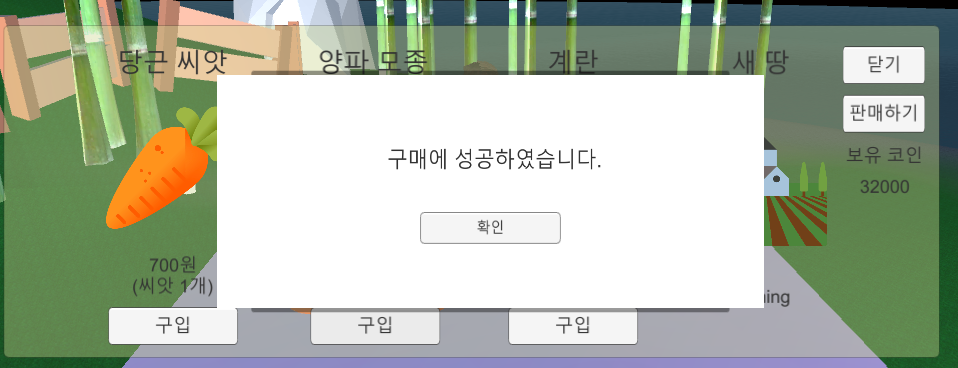 당근 씨앗
양파 모종
계란
새 땅
닫기
판매하기
보유 코인
32000
구매에 성공하였습니다.
확인
700원
(씨앗 1개)
구입
구입
구입